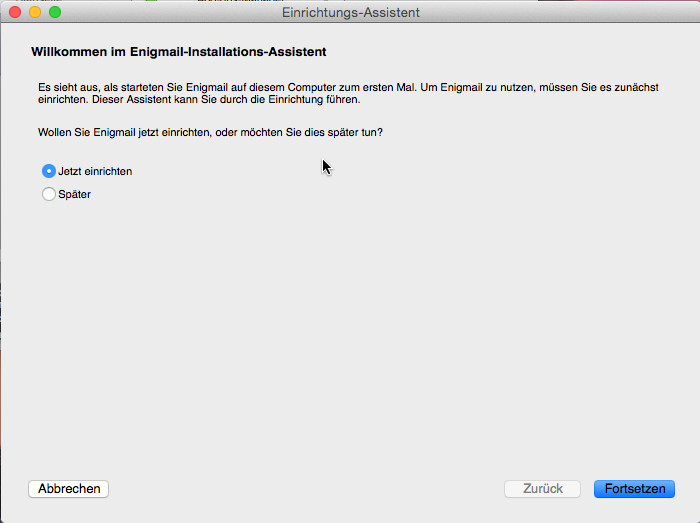 Einrichtungs-Assistent
Willkommen im Enigmail-Installations-Assistent
Es sieht aus, als starteten Sie Enigmail auf diesem Computer zum ersten Mal. Um Enigmail zu nutzen, müssen Sie es zunächst
einrichten. Dieser Assistent kann Sie durch die Einrichtung führen.
Wollen Sie Enigmail jetzt einrichten, oder möchten Sie dies später tun?
Jetzt einrichten
Später
Abbrechen
Zurück
Fortsetzen